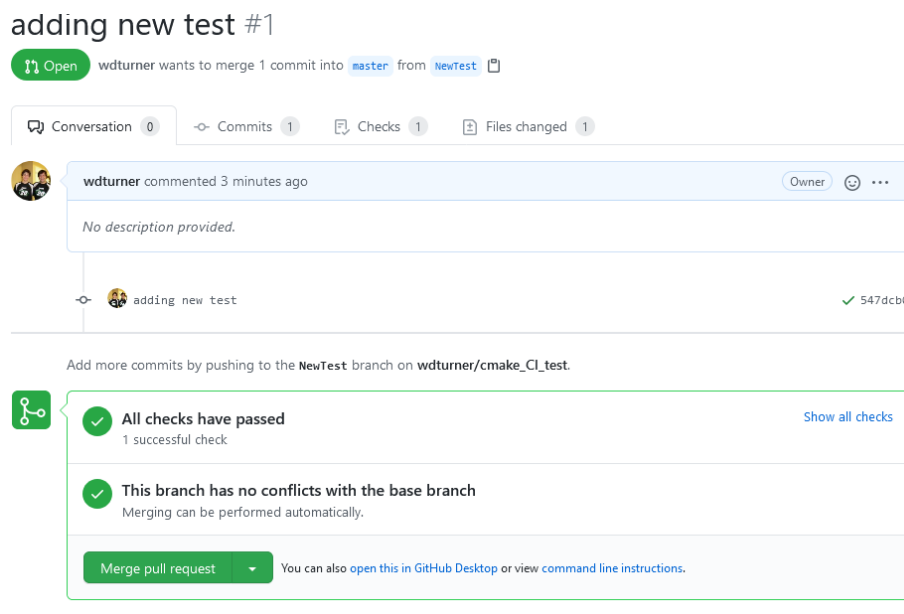 adding new test #1
Open wdturner wants to merge 1 commit into master from NewTest
Conversation 0 Commits 1 Checks 1 Files changed 1
wdturner commented 3 minutes ago Owner
No description provided.
adding new test 547dcb
Add more commits by pushing to the NewTest branch on wdturner/cmake_CI_test.
All checks have passed Show all checks
1 successful check
This branch has no conflicts with the base branch
Merging can be performed automatically.
Merge pull request You can also open this in GitHub Desktop or view command line instructions.